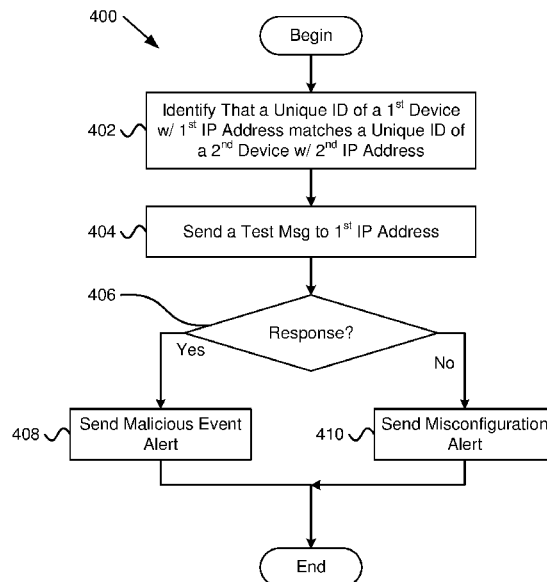 400
Begin
402
Identify That a Unique ID of a 1st Device
w/ 1st IP Address matches a Unique ID of
a 2nd Device w/ 2nd IP Address
404
Send a Test Msg to 1st IP Address
406
Response?
Yes
No
408
Send Malicious Event
Alert
410
Send Misconfiguration
Alert
End